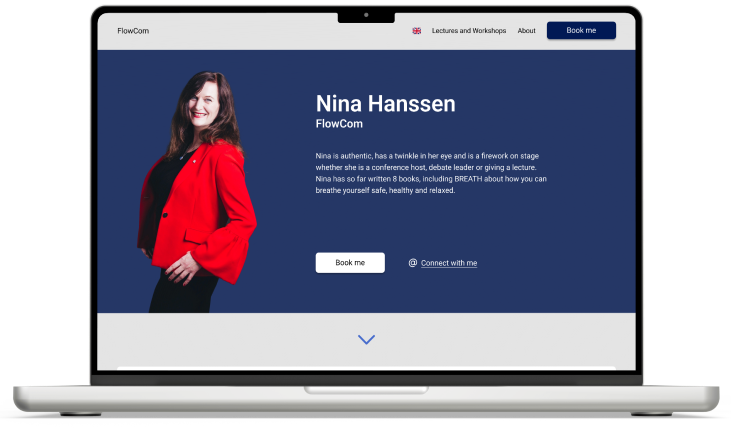 FlowCom
Lectures and Workshops
About
Book me
Nina Hanssen
FlowCom
Nina is authentic, has a twinkle in her eye and is a firework on stage
whether she is a conference host, debate leader or giving a lecture.
Nina has so far written 8 books, including BREATH about how you can
breathe yourself safe, healthy and relaxed.
Book me
@ Connect with me